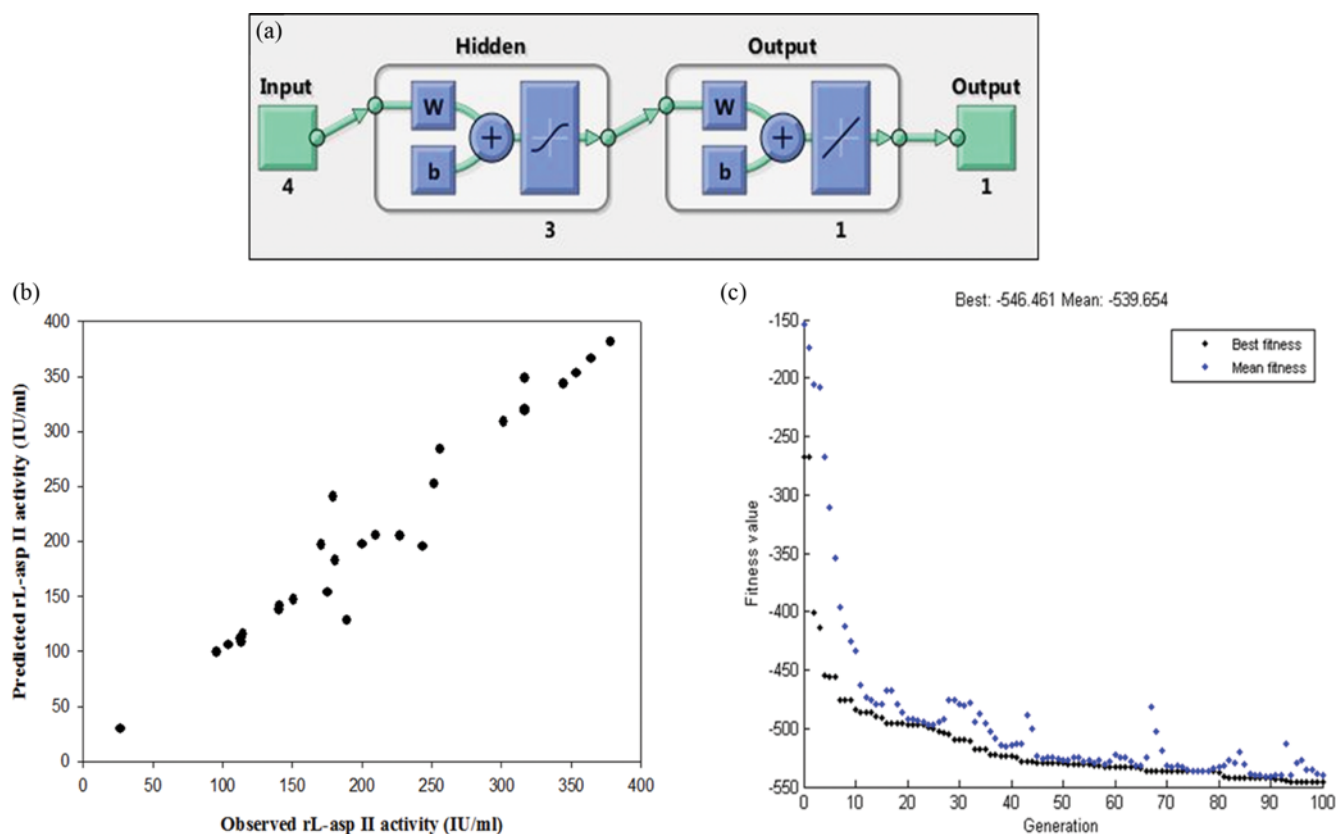 (a)
Hidden
Output
Input
Output
W
b
+
W
b
+
4
3
1
1
(b)
400
350
300
250
200
150
100
50
0
0 50 100 150 200 250 300 350 400
Predicted rL-asp II activity (IU/ml)
Observed rL-asp II activity (IU/ml)
(c)
Best: -546.461 Mean: -539.654
Best fitness
Mean fitness
-150
-200
-250
-300
-350
-400
-450
-500
-550
0 10 20 30 40 50 60 70 80 90 100
Fitness value
Generation